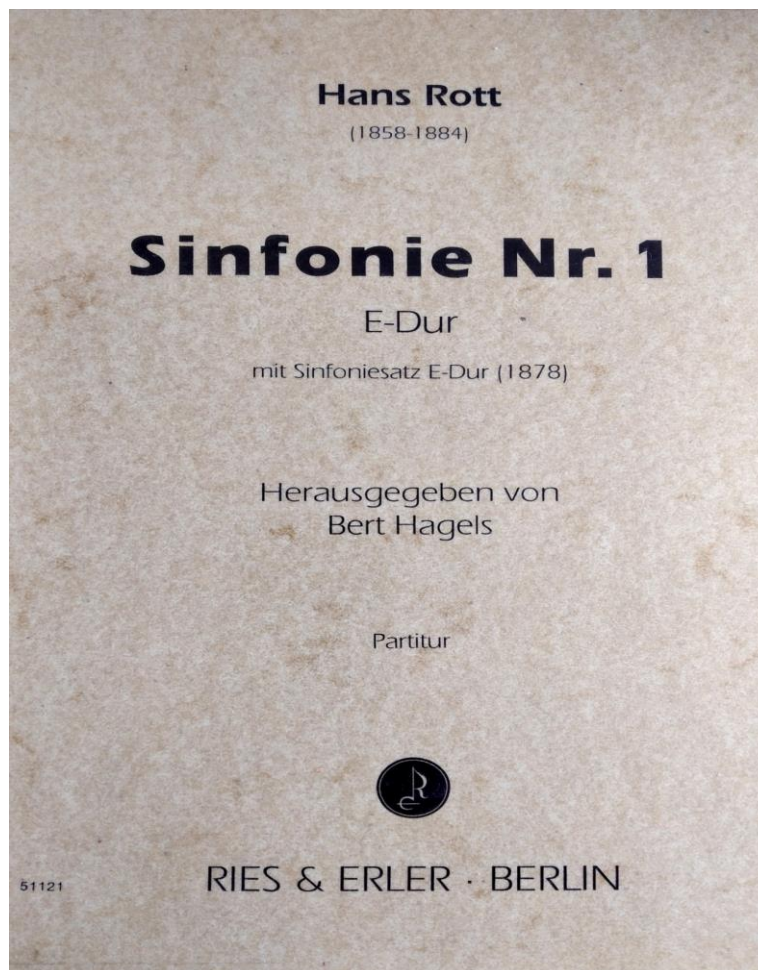 Hans Rott
(1858-1884)
Sinfonie Nr. 1
E-Dur
mit Sinfoniesatz E-Dur (1878)
Herausgegeben von
Bert Hagels
Partitur
51121
RIES & ERLER · BERLIN